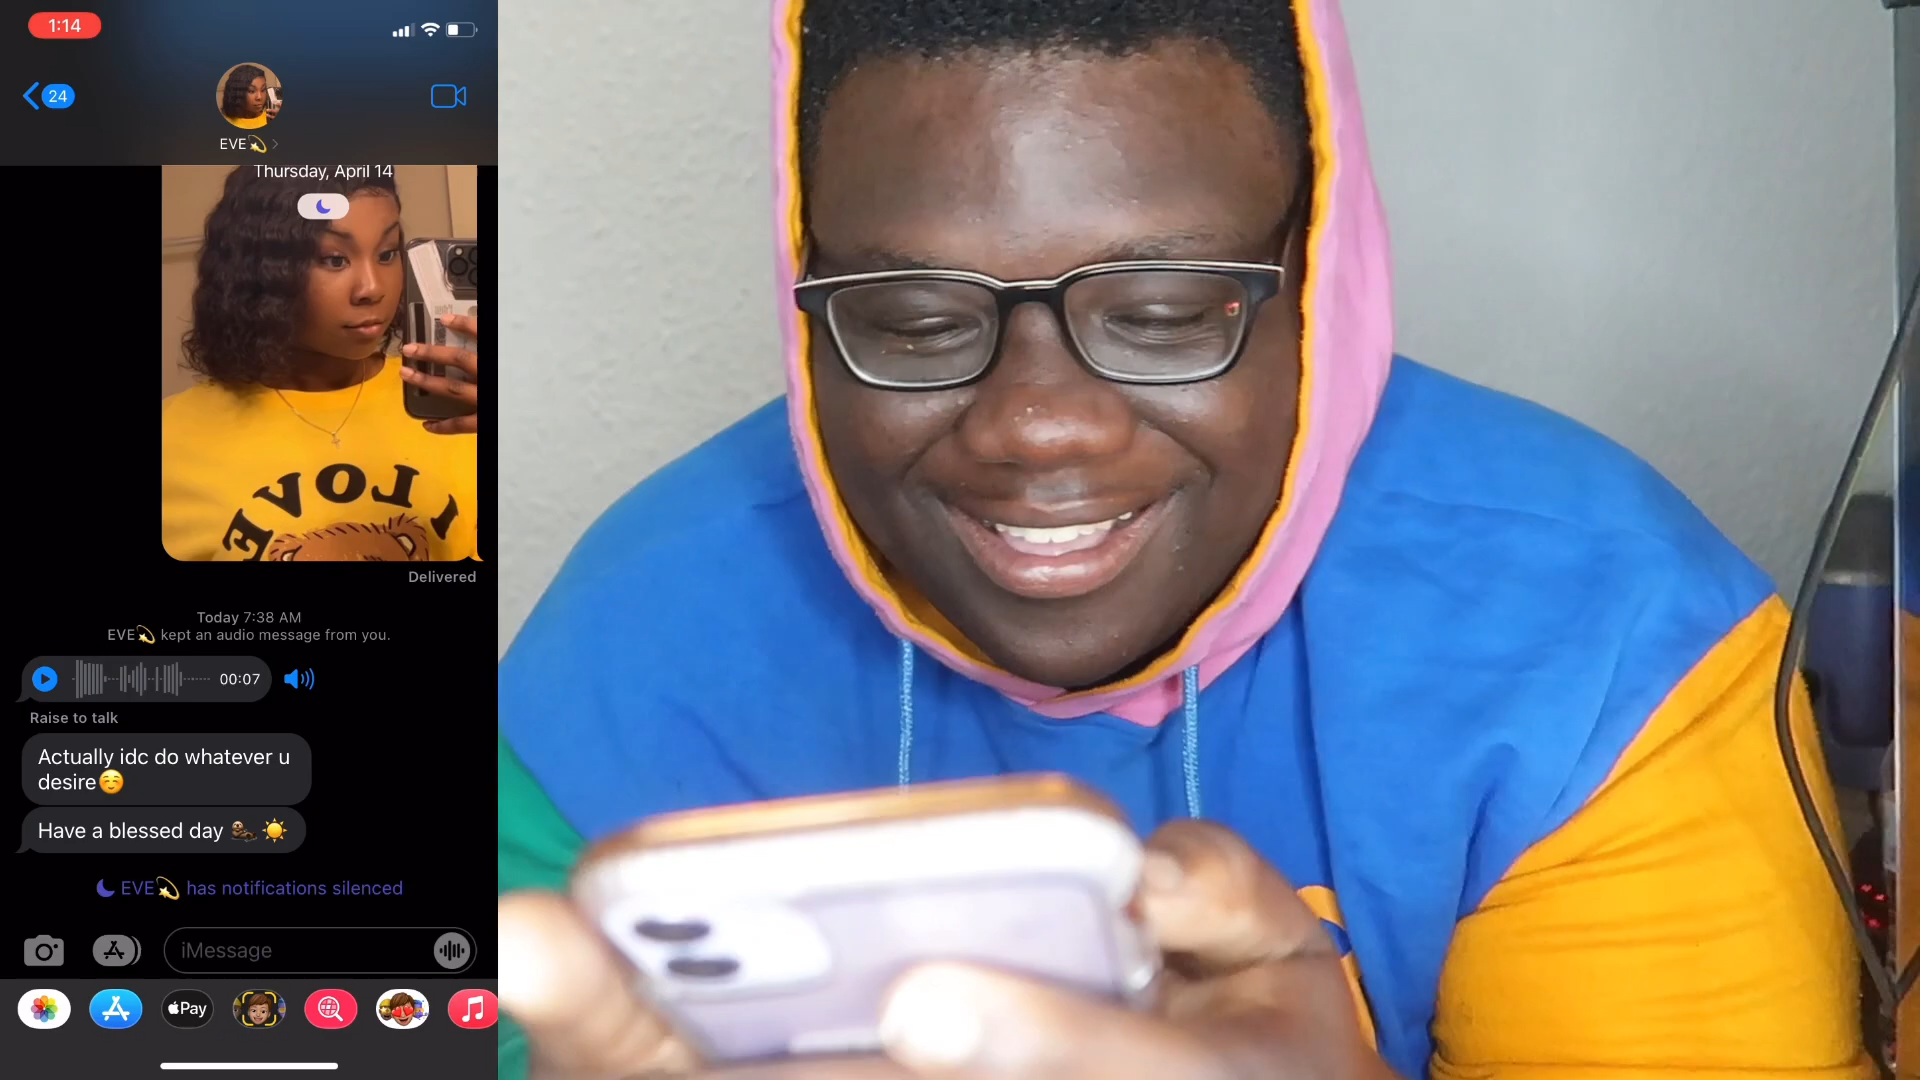 1:14
24
EVE💫
Thursday, April 14
I LOVE
Delivered
Today 7:38 AM
EVE💫 kept an audio message from you.
00:07
Raise to talk
Actually idc do whatever u
desire☺️
Have a blessed day 🦥☀️
EVE💫 has notifications silenced
iMessage
Pay